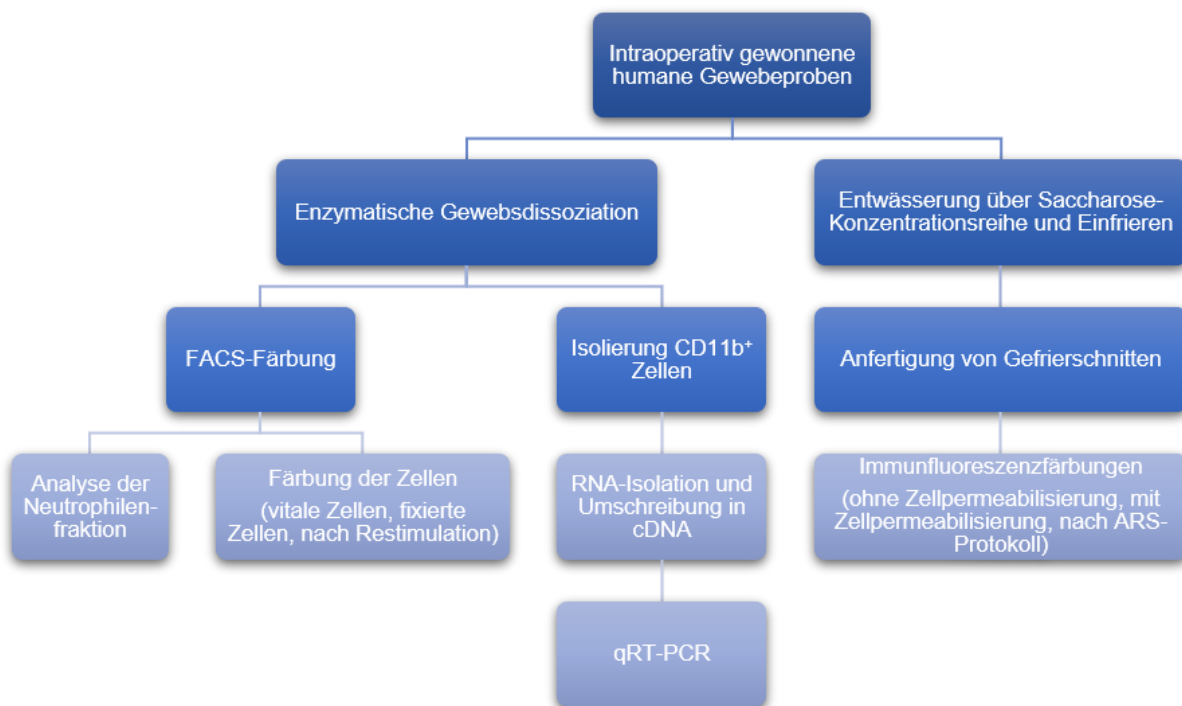 Intraoperativ gewonnene
humane Gewebeproben
Enzymatische Gewebsdissoziation
Entwässerung über Saccharose-
Konzentrationsreihe und Einfrieren
FACS-Färbung
Isolierung CD11b⁺
Zellen
Anfertigung von Gefrierschnitten
Analyse der
Neutrophilen-
fraktion
Färbung der Zellen
(vitale Zellen, fixierte
Zellen, nach Restimulation)
RNA-Isolation und
Umschreibung in
cDNA
Immunfluoreszenzfärbungen
(ohne Zellpermeabilisierung, mit
Zellpermeabilisierung, nach ARS-
Protokoll)
qRT-PCR